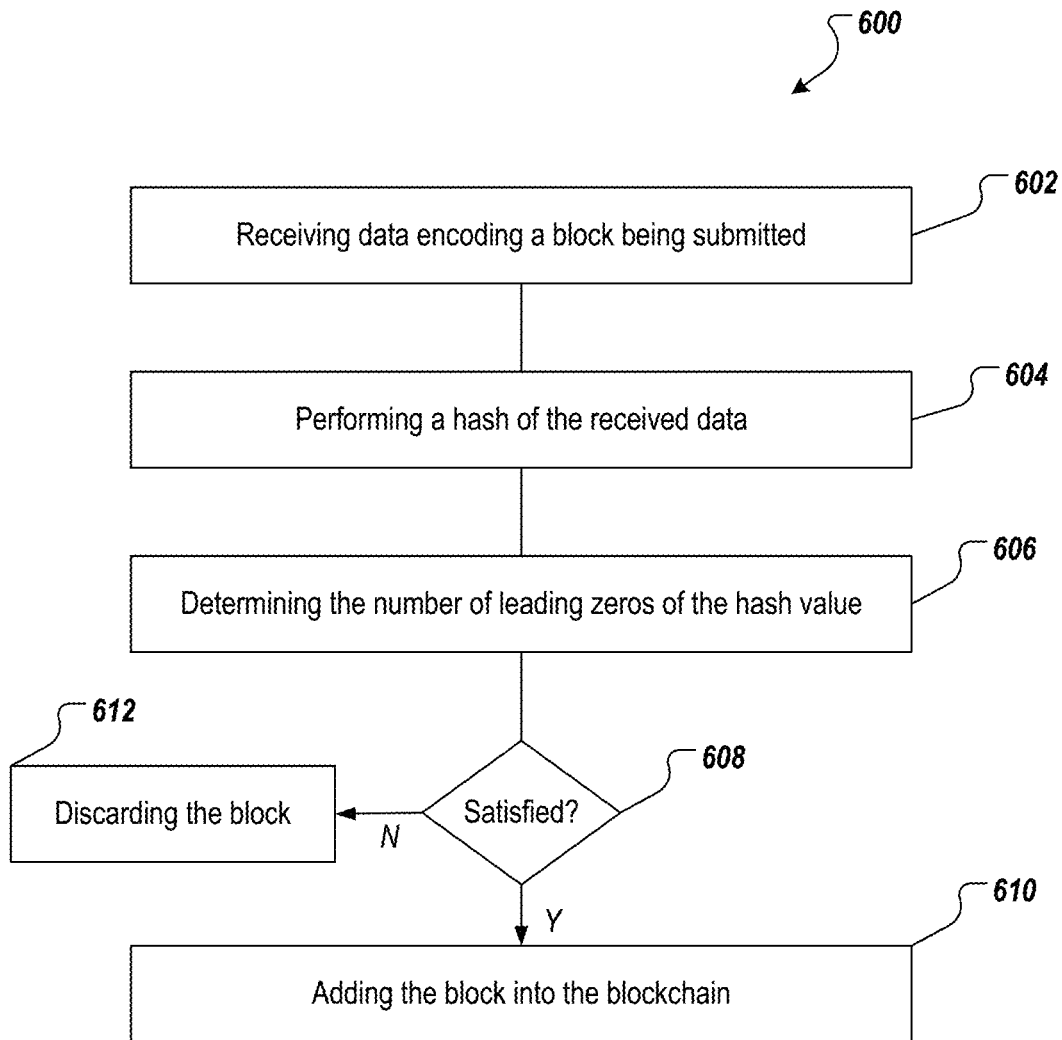 600
602
Receiving data encoding a block being submitted
604
Performing a hash of the received data
606
Determining the number of leading zeros of the hash value
612
608
Discarding the block
N
Satisfied?
Y
610
Adding the block into the blockchain